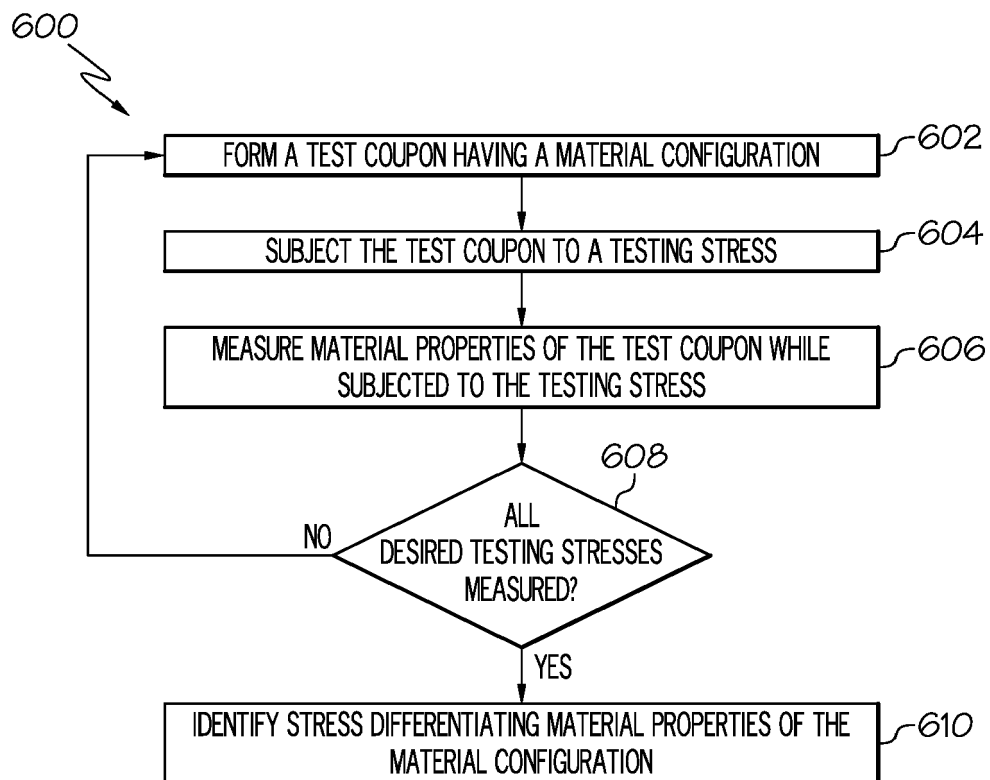 600
FORM A TEST COUPON HAVING A MATERIAL CONFIGURATION
602
SUBJECT THE TEST COUPON TO A TESTING STRESS
604
MEASURE MATERIAL PROPERTIES OF THE TEST COUPON WHILE
SUBJECTED TO THE TESTING STRESS
606
608
ALL
DESIRED TESTING STRESSES
MEASURED?
NO
YES
IDENTIFY STRESS DIFFERENTIATING MATERIAL PROPERTIES OF THE
MATERIAL CONFIGURATION
610